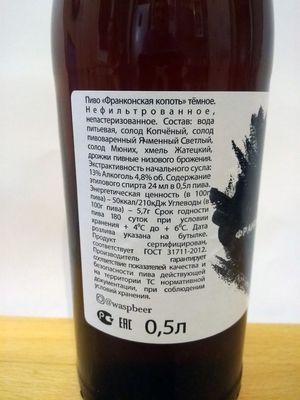 Пиво «Франконская копоть» тёмное.
Нефильтрованное,
непастеризованное. Состав: вода
питьевая, солод Копчёный, солод
пивоваренный Ячменный Светлый,
солод Мюних, хмель Жатецкий,
дрожжи пивные низового брожения.
Экстрактивность начального сусла:
13% Алкоголь 4,8% об. Содержание
этилового спирта 24 мл в 0,5л пива.
Энергетическая ценность (в 100г
пива) – 50ккал/210кДж Углеводы (в
100г пива) – 5,7г Срок годности
пива 180 суток при условии
хранения + 4⁰С до + 6⁰С. Дата
розлива указана на бутылке.
Продукт сертифицирован,
соответствует ГОСТ 31711-2012.
Производитель гарантирует
соответствие показателей качества и
безопасности пива действующей
на территории ТС нормативной
документации, при соблюдении
условий хранения.
@waspbeer
ЕАС 0,5л
ФРА